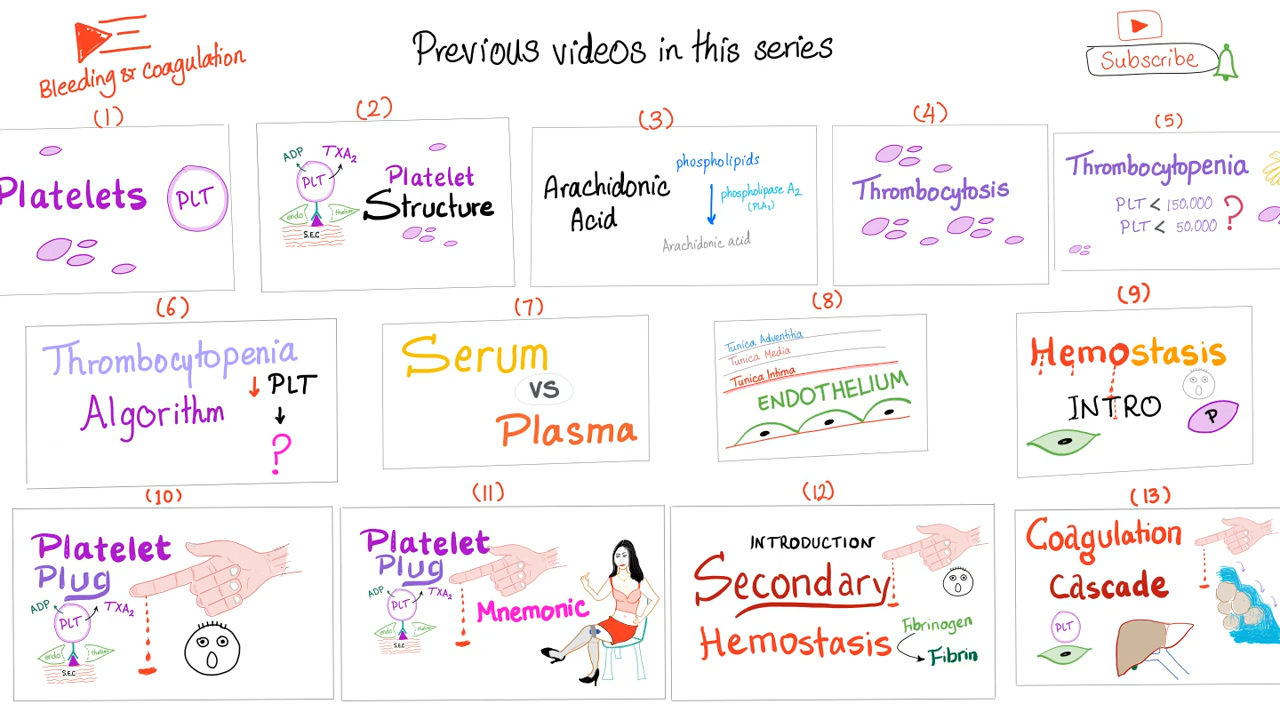 Bleeding & Coagulation
Previous videos in this series
Subscribe
(1)
Platelets
PLT
(2)
ADP
TXA2
PLT
endo
thelium
S.E.C
Platelet
Structure
(3)
Arachidonic
Acid
phospholipids
phospholipase A2
(PLA2)
Arachidonic acid
(4)
Thrombocytosis
(5)
Thrombocytopenia
PLT < 150,000
PLT < 50,000
?
(6)
Thrombocytopenia
Algorithm
↓ PLT
↓
?
(7)
Serum
VS
Plasma
(8)
Tunica Adventitia
Tunica Media
Tunica Intima
ENDOTHELIUM
(9)
Hemostasis
INTRO
P
(10)
Platelet
Plug
ADP
TXA2
PLT
endo
thelium
S.E.C
(11)
Platelet
Plug
ADP
TXA2
PLT
endo
thelium
S.E.C
Mnemonic
(12)
INTRODUCTION
Secondary
Hemostasis
Fibrinogen
Fibrin
(13)
Coagulation
Cascade
PLT